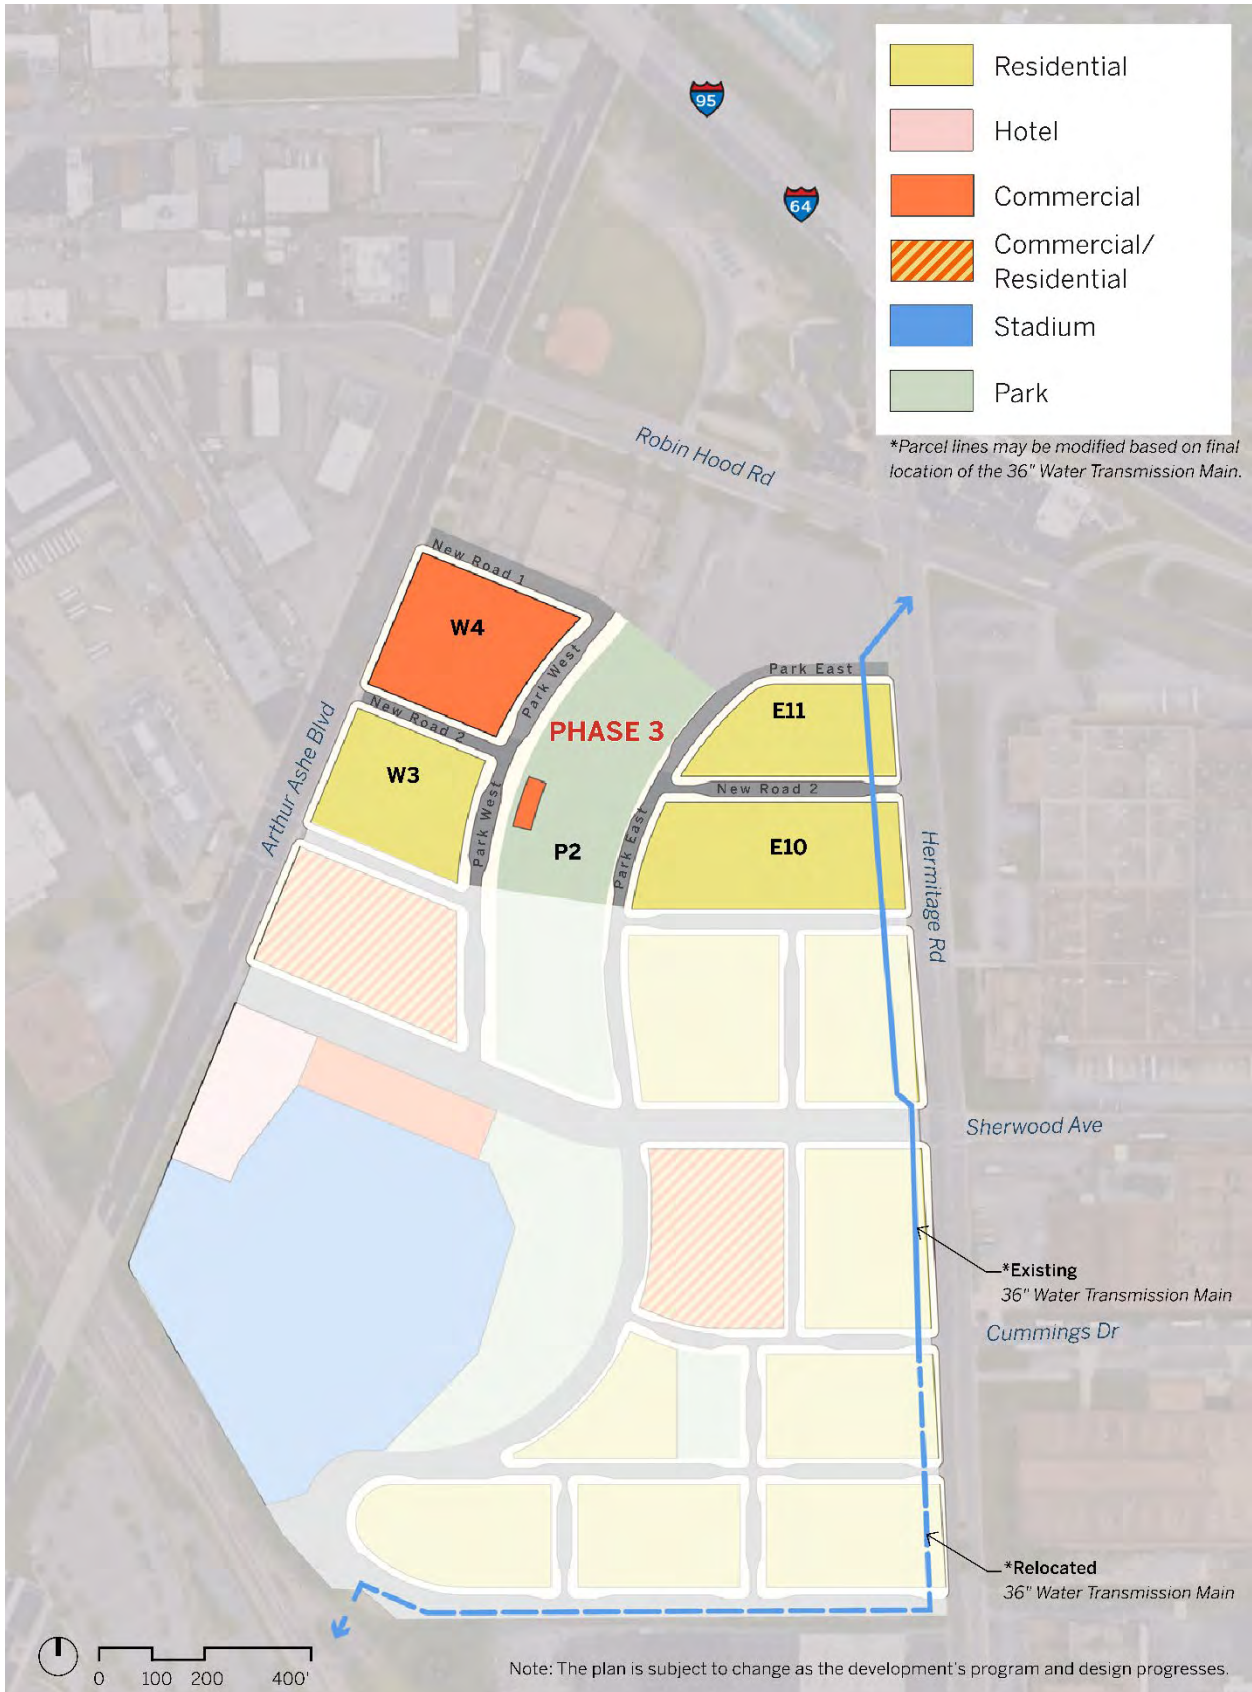 Residential
Hotel
Commercial
Commercial/
Residential
Stadium
Park
*Parcel lines may be modified based on final
location of the 36" Water Transmission Main.
95
64
Robin Hood Rd
New Road 1
W4
Park West
New Road 2
Park East
E11
PHASE 3
W3
New Road 2
Arthur Ashe Blvd
Park West
P2
Park East
E10
Hermitage Rd
Sherwood Ave
*Existing
36" Water Transmission Main
Cummings Dr
*Relocated
36" Water Transmission Main
0 100 200 400'
Note: The plan is subject to change as the development's program and design progresses.